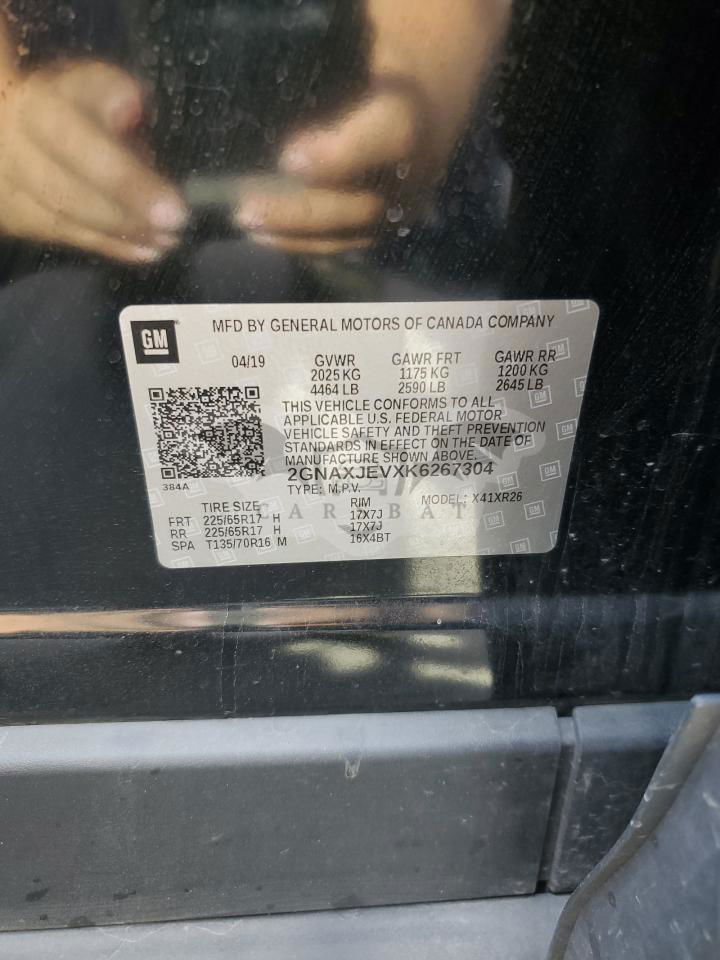 GM
MFD BY GENERAL MOTORS OF CANADA COMPANY
04/19 GVWR GAWR FRT GAWR RR
2025 KG 1175 KG 1200 KG
4464 LB 2590 LB 2645 LB
THIS VEHICLE CONFORMS TO ALL
APPLICABLE U.S. FEDERAL MOTOR
VEHICLE SAFETY AND THEFT PREVENTION
STANDARDS IN EFFECT ON THE DATE OF
MANUFACTURE SHOWN ABOVE.
2GNAXJEVXK6267304
384A TYPE: M.P.V. MODEL: X41XR26
TIRE SIZE RIM
FRT 225/65R17 H 17X7J
RR 225/65R17 H 17X7J
SPA T135/70R16 M 16X4BT
CAR BAT